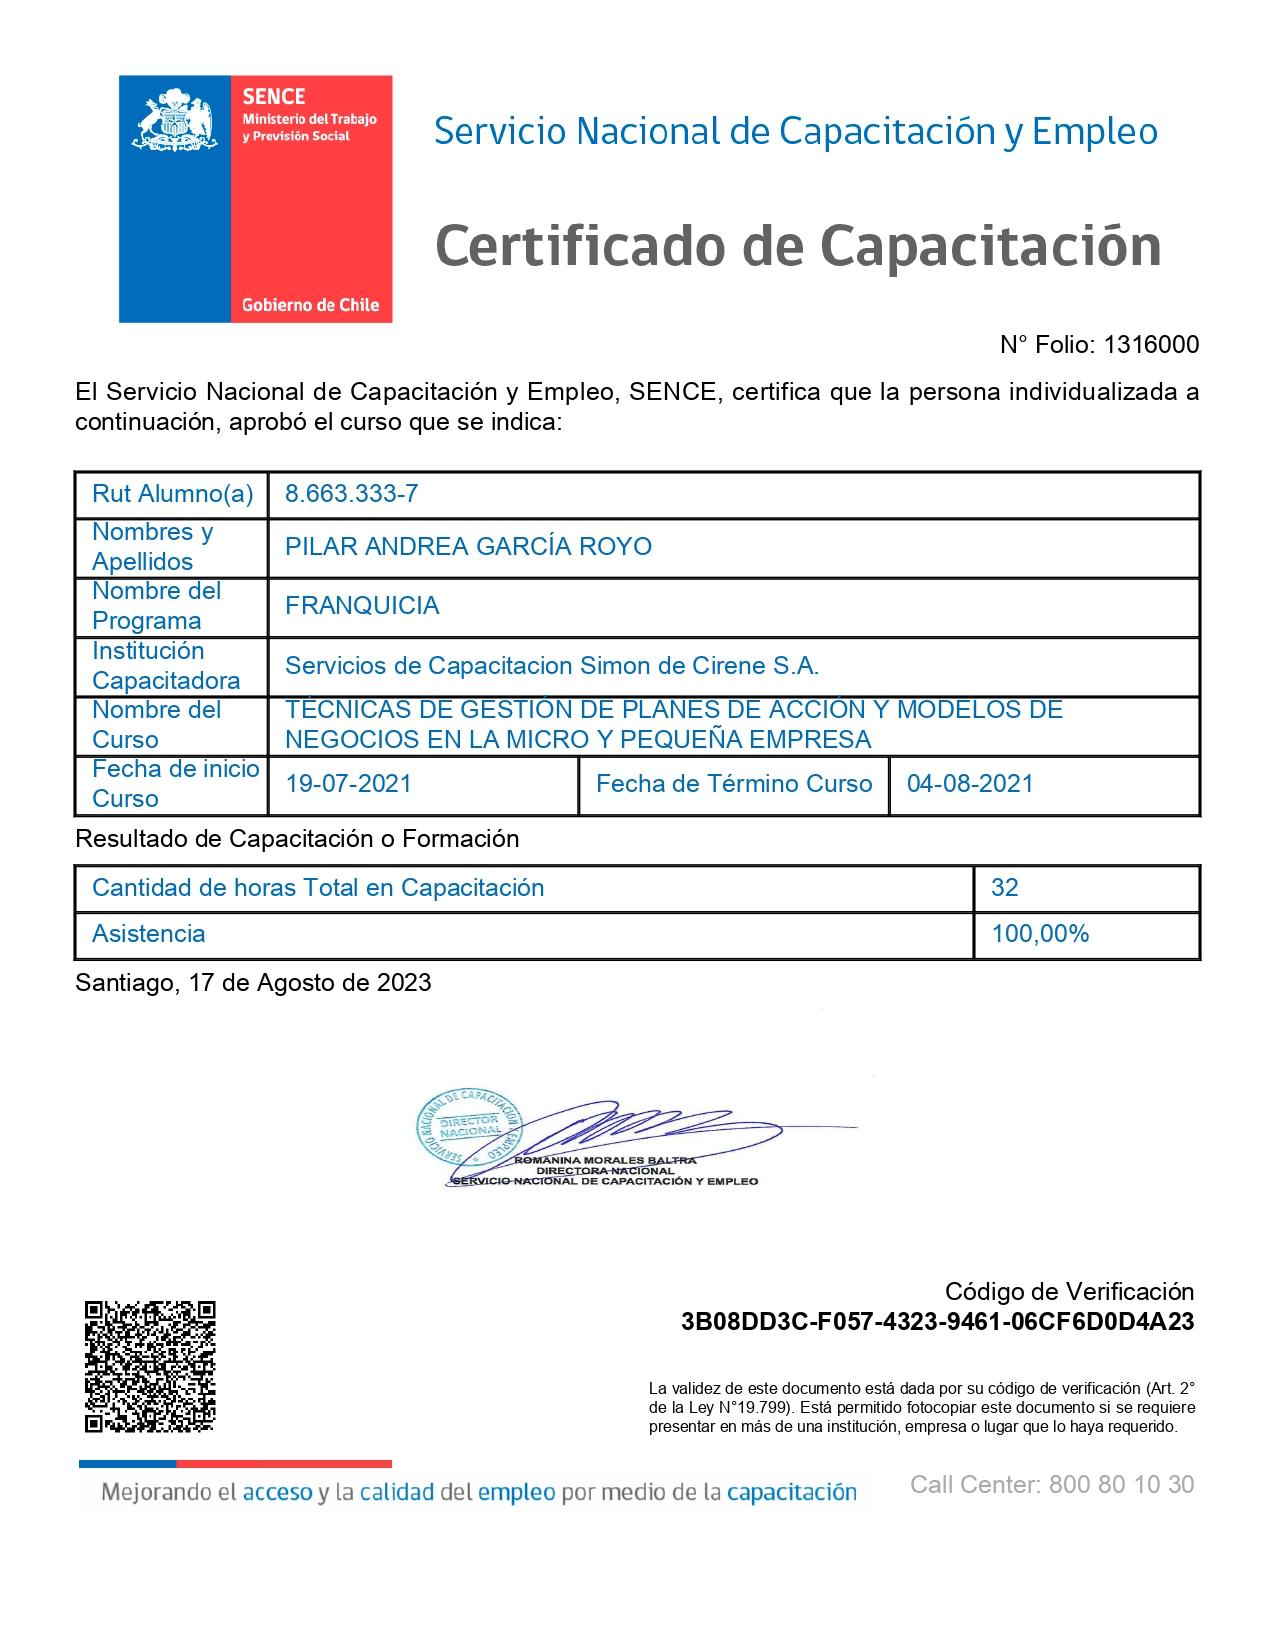 SENCE
Ministerio del Trabajo
y Previsión Social
Gobierno de Chile
Servicio Nacional de Capacitación y Empleo
Certificado de Capacitación
N° Folio: 1316000
El Servicio Nacional de Capacitación y Empleo, SENCE, certifica que la persona individualizada a
continuación, aprobó el curso que se indica:
Rut Alumno(a) 8.663.333-7
Nombres y
Apellidos
PILAR ANDREA GARCÍA ROYO
Nombre del
Programa
FRANQUICIA
Institución
Capacitadora
Servicios de Capacitacion Simon de Cirene S.A.
Nombre del
Curso
TÉCNICAS DE GESTIÓN DE PLANES DE ACCIÓN Y MODELOS DE
NEGOCIOS EN LA MICRO Y PEQUEÑA EMPRESA
Fecha de inicio
Curso
19-07-2021 Fecha de Término Curso 04-08-2021
Resultado de Capacitación o Formación
Cantidad de horas Total en Capacitación 32
Asistencia 100,00%
Santiago, 17 de Agosto de 2023
SERVICIO NACIONAL DE CAPACITACIÓN Y EMPLEO
DIRECTOR
NACIONAL
ROMANINA MORALES BALTRA
DIRECTORA NACIONAL
SERVICIO NACIONAL DE CAPACITACIÓN Y EMPLEO
Código de Verificación
3B08DD3C-F057-4323-9461-06CF6D0D4A23
La validez de este documento está dada por su código de verificación (Art. 2°
de la Ley N°19.799). Está permitido fotocopiar este documento si se requiere
presentar en más de una institución, empresa o lugar que lo haya requerido.
Mejorando el acceso y la calidad del empleo por medio de la capacitación
Call Center: 800 80 10 30